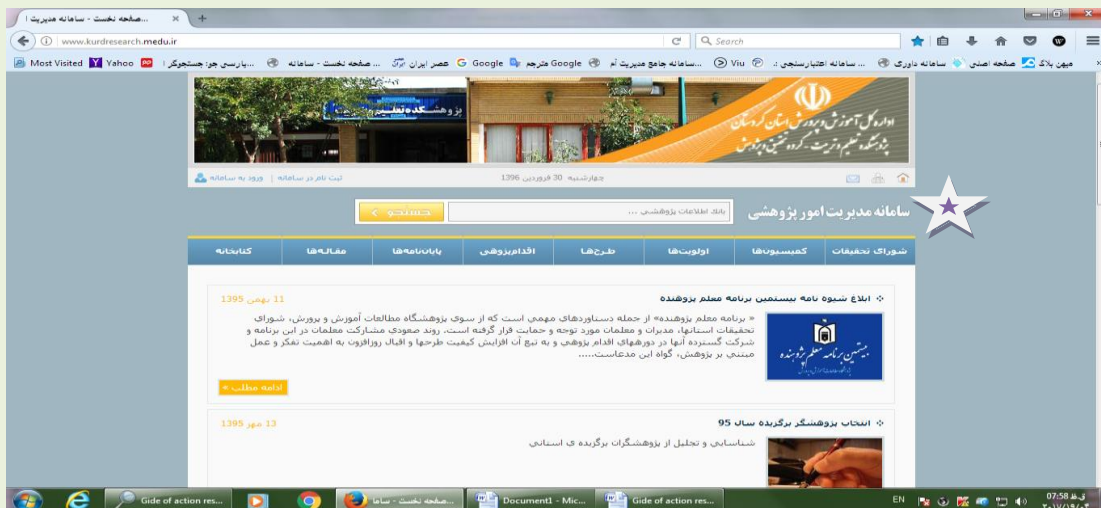 صفحه نخست - سامانه مدیریت ا...
www.kurdresearch.medu.ir
Search
Most Visited Yahoo پارسی جو: جستجوگر ا... صفحه نخست - سامانه ... عصر ایران Google مترجم Google سامانه جامع مدیریت آم... Viu سامانه اعتبارسنجی :. ... سامانه داوری صفحه اصلی میهن بلاگ
اداره کل آموزش و پرورش استان کردستان
پژوهشکده تعلیم و تربیت - گروه تحقیق و پژوهش
ثبت نام در سامانه | ورود به سامانه
چهارشنبه 30 فروردین 1396
سامانه مدیریت امور پژوهشی
بانک اطلاعات پژوهشی ...
جستجو >
شورای تحقیقات کمیسیون‌ها اولویت‌ها طرح‌ها اقدام‌پژوهی پایان‌نامه‌ها مقاله‌ها کتابخانه
ابلاغ شیوه نامه بیستمین برنامه معلم پژوهنده
11 بهمن 1395
« برنامه معلم پژوهنده» از جمله دستاوردهای مهمی است که از سوی پژوهشگاه مطالعات آموزش و پرورش، شورای
تحقیقات استانها، مدیران و معلمان مورد توجه و حمایت قرار گرفته است. روند صعودی مشارکت معلمان در این برنامه و
شرکت گسترده آنها در دورههای اقدام پژوهی و به تبع آن افزایش کیفیت طرحها و اقبال روزافزون به اهمیت تفکر و عمل
مبتنی بر پژوهش، گواه این مدعاست.....
بیستمین برنامه معلم پژوهنده
ادامه مطلب »
انتخاب پژوهشگر برگزیده سال 95
13 مهر 1395
شناسایی و تجلیل از پژوهشگران برگزیده ی استانی
Gide of action res...
صفحه نخست - ساما...
Document1 - Mic...
Gide of action res...
EN
07:58 ق.ظ